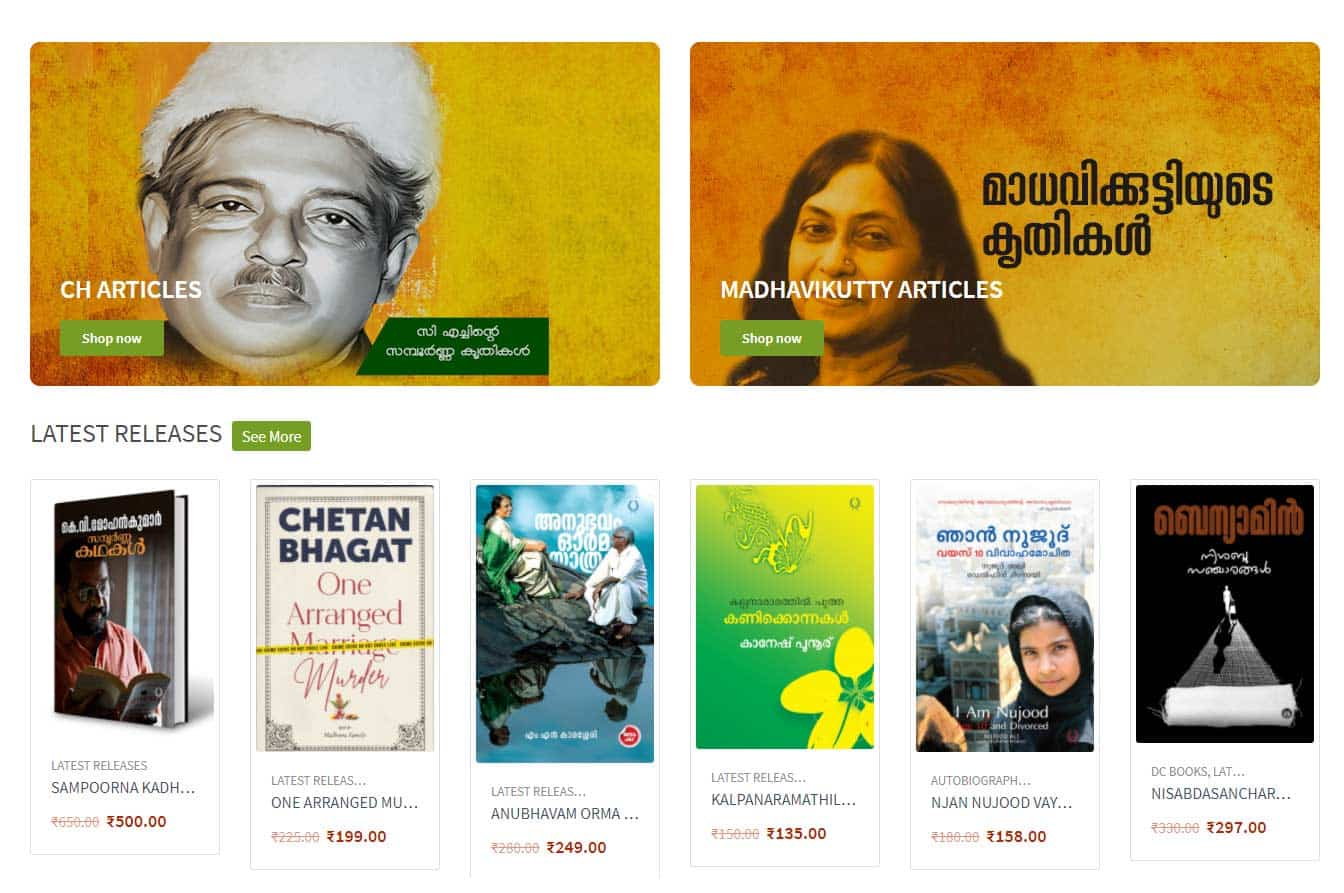 മാധവിക്കുട്ടിയുടെ
കൃതികൾ
CH ARTICLES
Shop now
സി എച്ചിന്റെ
സമ്പൂർണ്ണ കൃതികൾ
MADHAVIKUTTY ARTICLES
Shop now
LATEST RELEASES
See More
കെ.വി.മോഹൻകുമാർ
സമ്പൂർണ്ണ
കഥകൾ
LATEST RELEASES
SAMPOORNA KADH...
₹650.00 ₹500.00
CHETAN
BHAGAT
One
Arranged
Marriage
Murder
LATEST RELEAS...
ONE ARRANGED MU...
₹225.00 ₹199.00
അനുഭവം
ഓർമ
യാത്ര
എം എൻ കാരശ്ശേരി
LATEST RELEAS...
ANUBHAVAM ORMA ...
₹280.00 ₹249.00
കല്പനാരാമത്തിൽ പൂത്ത
കണിക്കൊന്നകൾ
കാനേഷ് പൂനൂര്
LATEST RELEAS...
KALPANARAMATHIL...
₹150.00 ₹135.00
ഞാൻ നുജൂദ്
വയസ് 10 വിവാഹമോചിത
നുജൂദ് അലി
I Am Nujood
and Divorced
AUTOBIOGRAPH...
NJAN NUJOOD VAY...
₹180.00 ₹158.00
ബെന്യാമിൻ
നിശബ്ദ
സഞ്ചാരങ്ങൾ
DC BOOKS, LAT...
NISABDASANCHAR...
₹330.00 ₹297.00